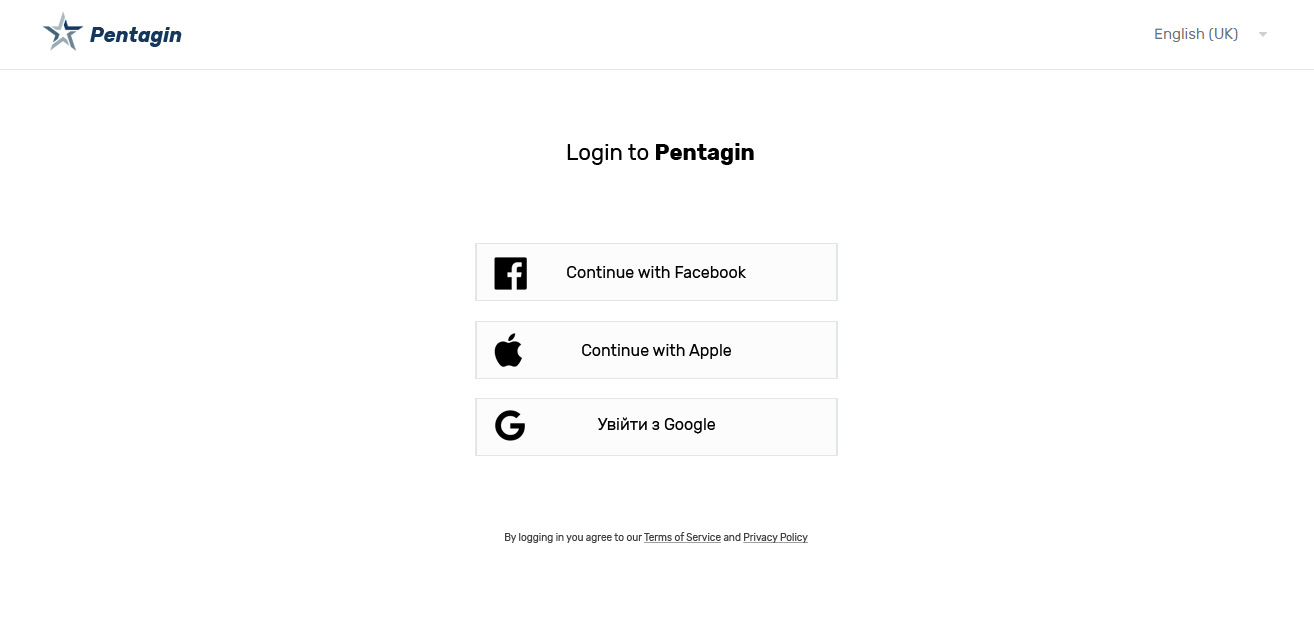 Pentagin
English (UK)
Login to Pentagin
Continue with Facebook
Continue with Apple
Увійти з Google
By logging in you agree to our Terms of Service and Privacy Policy